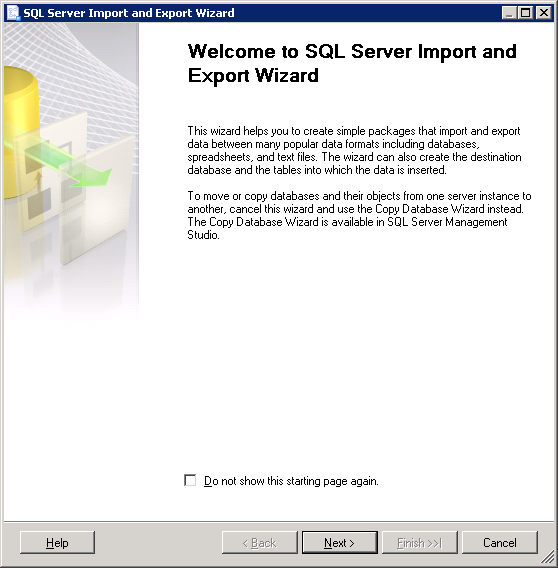 SQL Server Import and Export Wizard
Welcome to SQL Server Import and
Export Wizard
This wizard helps you to create simple packages that import and export
data between many popular data formats including databases,
spreadsheets, and text files. The wizard can also create the destination
database and the tables into which the data is inserted.
To move or copy databases and their objects from one server instance to
another, cancel this wizard and use the Copy Database Wizard instead.
The Copy Database Wizard is available in SQL Server Management
Studio.
Do not show this starting page again.
Help
< Back
Next >
Finish >>|
Cancel